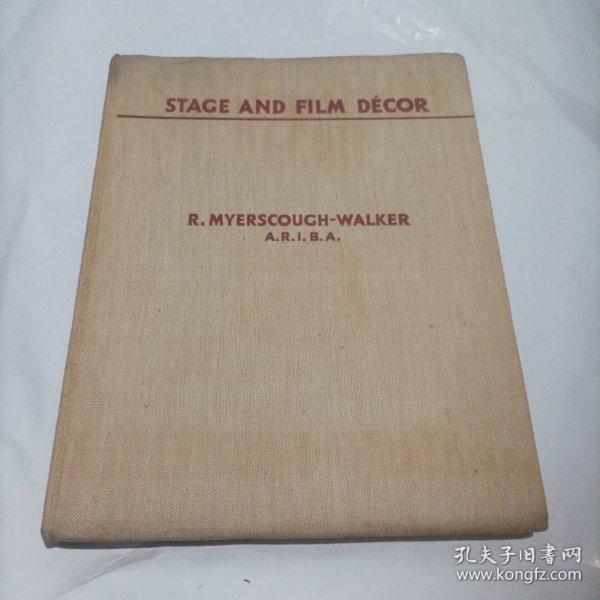 STAGE AND FILM DÉCOR
R. MYERSCOUGH-WALKER
A.R.I.B.A.
孔夫子旧书网
www.kongfz.com